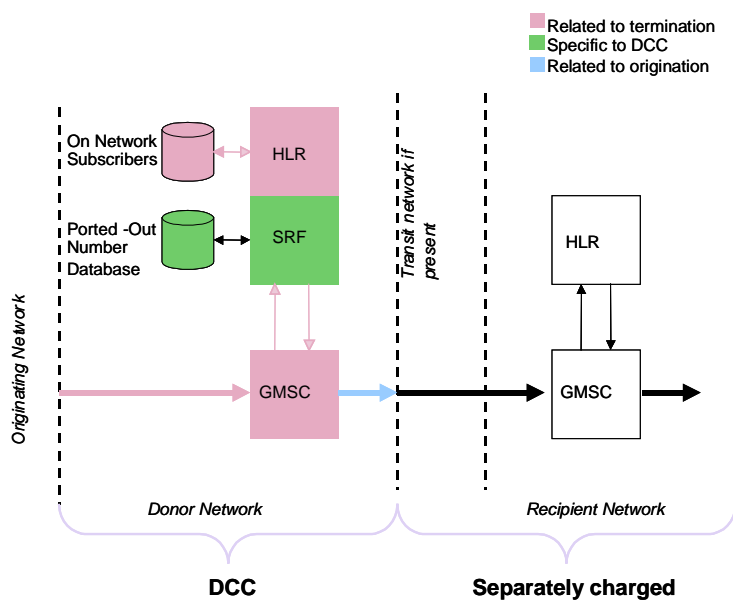 Related to termination
Specific to DCC
Related to origination
On Network
Subscribers
HLR
Ported -Out
Number
Database
SRF
Transit network if
present
HLR
Originating Network
GMSC
GMSC
Donor Network
Recipient Network
DCC
Separately charged